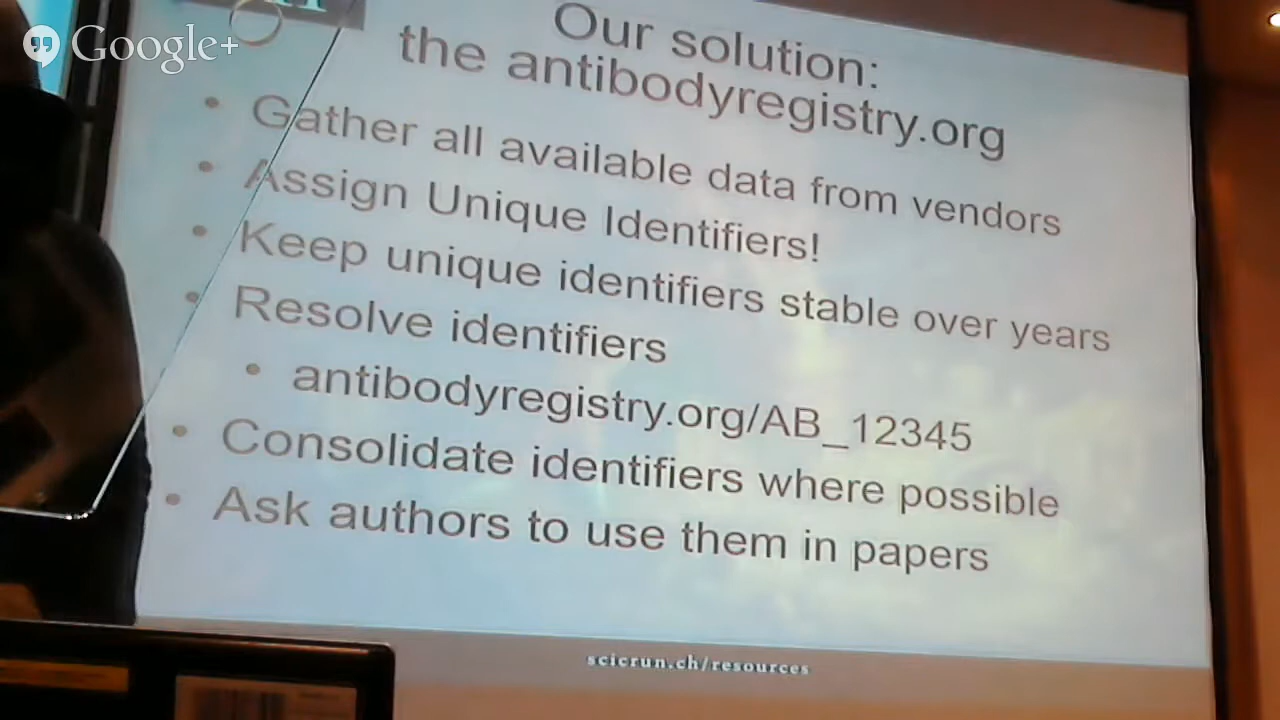 Google+
Our solution:
the antibodyregistry.org
• Gather all available data from vendors
• Assign Unique Identifiers!
• Keep unique identifiers stable over years
• Resolve identifiers
• antibodyregistry.org/AB_12345
• Consolidate identifiers where possible
• Ask authors to use them in papers
scicrun.ch/resources